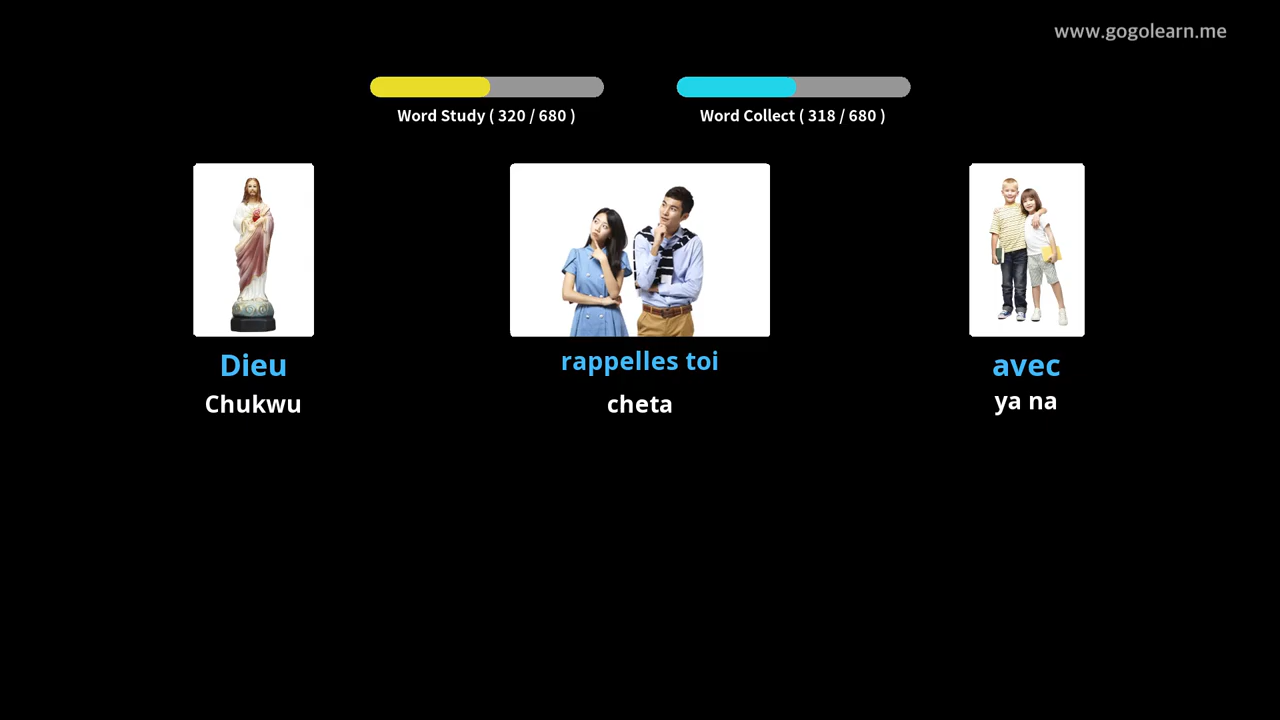 www.gogolearn.me
Word Study ( 320 / 680 )
Word Collect ( 318 / 680 )
Dieu
Chukwu
rappelles toi
cheta
avec
ya na